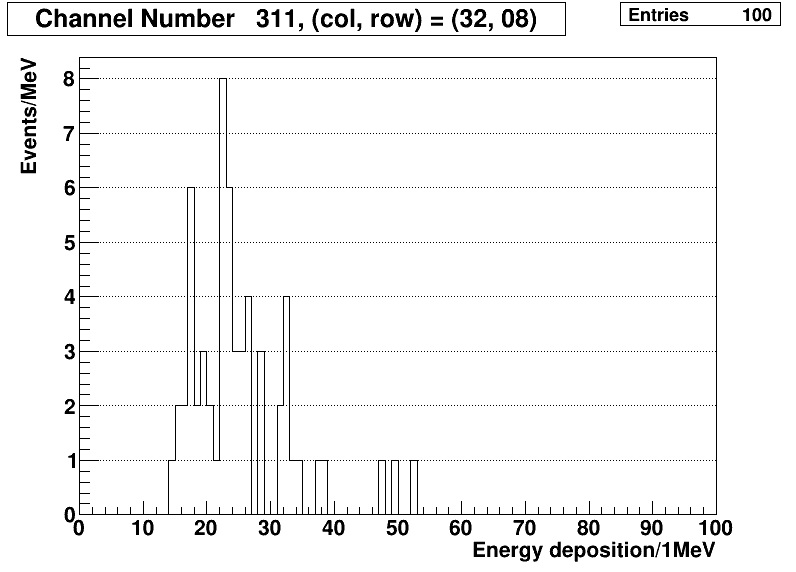 Channel Number 311, (col, row) = (32, 08)
Entries 100
Events/MeV
8
7
6
5
4
3
2
1
0
0 10 20 30 40 50 60 70 80 90 100
Energy deposition/1MeV